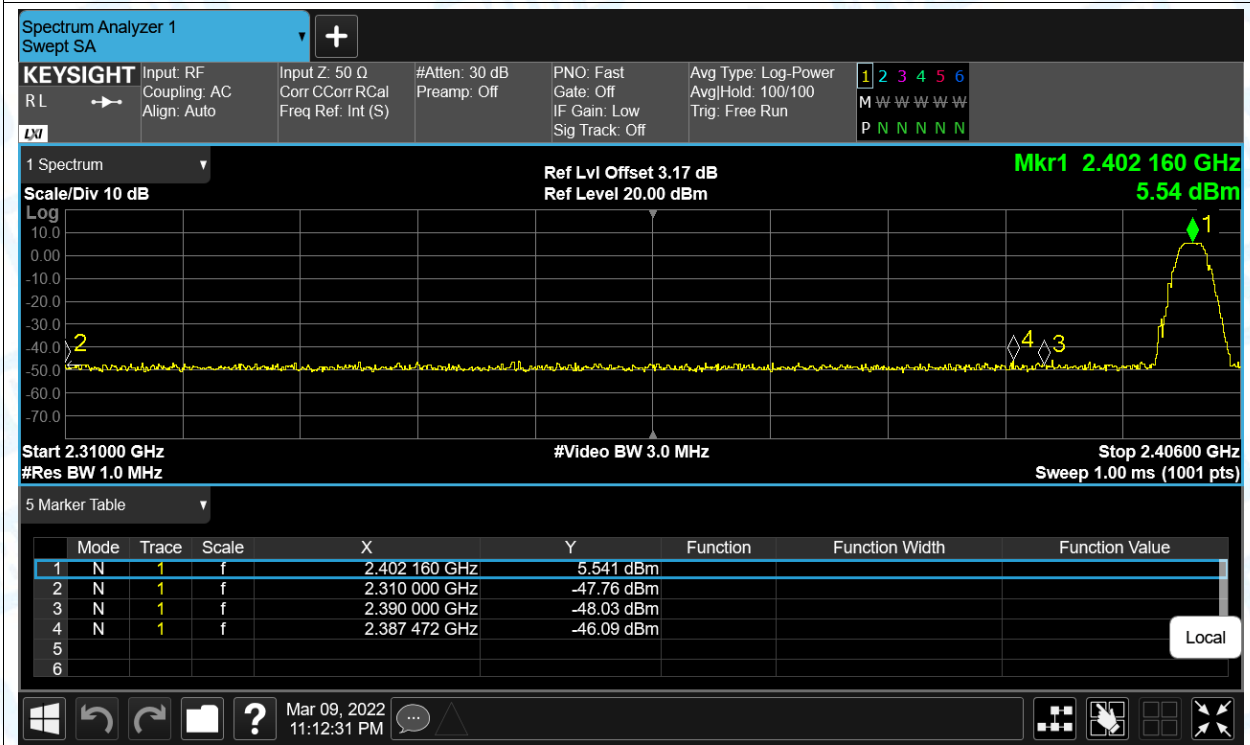 Spectrum Analyzer 1
Swept SA
KEYSIGHT
R L
LXI
Input: RF
Coupling: AC
Align: Auto
Input Z: 50 Ω
Corr CCorr RCal
Freq Ref: Int (S)
#Atten: 30 dB
Preamp: Off
PNO: Fast
Gate: Off
IF Gain: Low
Sig Track: Off
Avg Type: Log-Power
Avg|Hold: 100/100
Trig: Free Run
1 2 3 4 5 6
M W W W W W
P N N N N N
1 Spectrum
Scale/Div 10 dB
Ref Lvl Offset 3.17 dB
Ref Level 20.00 dBm
Mkr1 2.402 160 GHz
5.54 dBm
Log
10.0
0.00
-10.0
-20.0
-30.0
-40.0
-50.0
-60.0
-70.0
1
2
4
3
Start 2.31000 GHz
#Video BW 3.0 MHz
Stop 2.40600 GHz
#Res BW 1.0 MHz
Sweep 1.00 ms (1001 pts)
5 Marker Table
Mode Trace Scale X Y Function Function Width Function Value
1 N 1 f 2.402 160 GHz 5.541 dBm
2 N 1 f 2.310 000 GHz -47.76 dBm
3 N 1 f 2.390 000 GHz -48.03 dBm
4 N 1 f 2.387 472 GHz -46.09 dBm
5
6
Local
?
Mar 09, 2022
11:12:31 PM